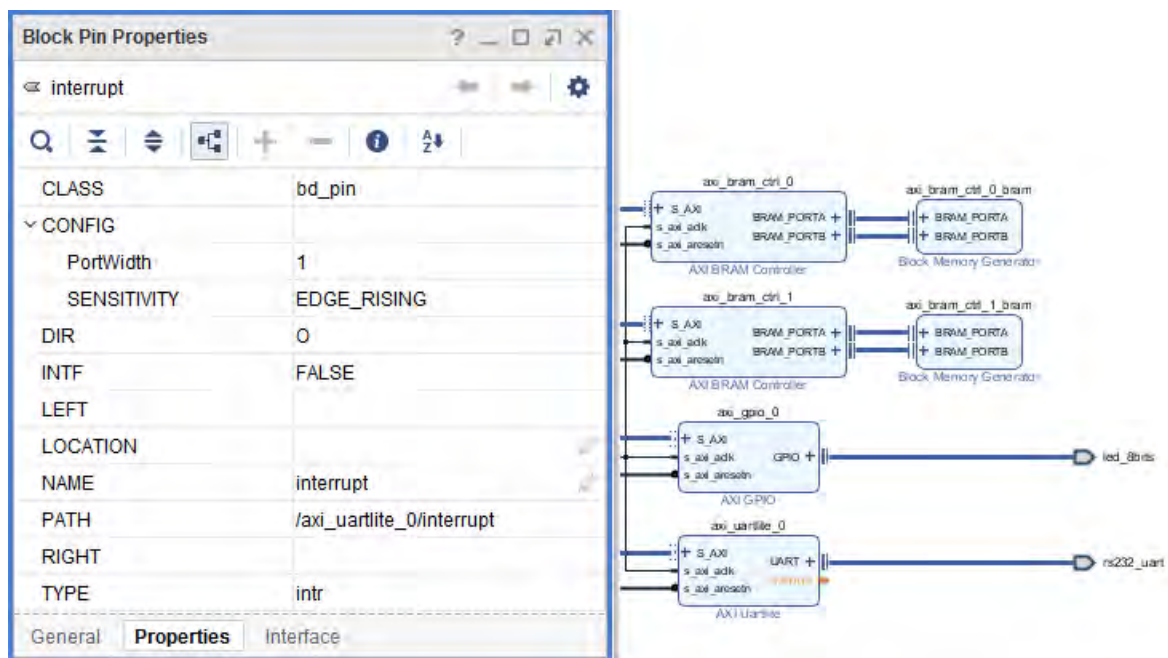 Block Pin Properties
interrupt
CLASS bd_pin
CONFIG
PortWidth 1
SENSITIVITY EDGE_RISING
DIR O
INTF FALSE
LEFT
LOCATION
NAME interrupt
PATH /axi_uartlite_0/interrupt
RIGHT
TYPE intr
General Properties Interface
axi_bram_ctrl_0
S_AXI
s_axi_aclk
s_axi_aresetn
BRAM_PORTA
BRAM_PORTB
AXI BRAM Controller
axi_bram_ctrl_0_bram
BRAM_PORTA
BRAM_PORTB
Block Memory Generator
axi_bram_ctrl_1
S_AXI
s_axi_aclk
s_axi_aresetn
BRAM_PORTA
BRAM_PORTB
AXI BRAM Controller
axi_bram_ctrl_1_bram
BRAM_PORTA
BRAM_PORTB
Block Memory Generator
axi_gpio_0
S_AXI
s_axi_aclk
s_axi_aresetn
GPIO
AXI GPIO
led_8bits
axi_uartlite_0
S_AXI
s_axi_aclk
s_axi_aresetn
UART
AXI Uartlite
rs232_uart